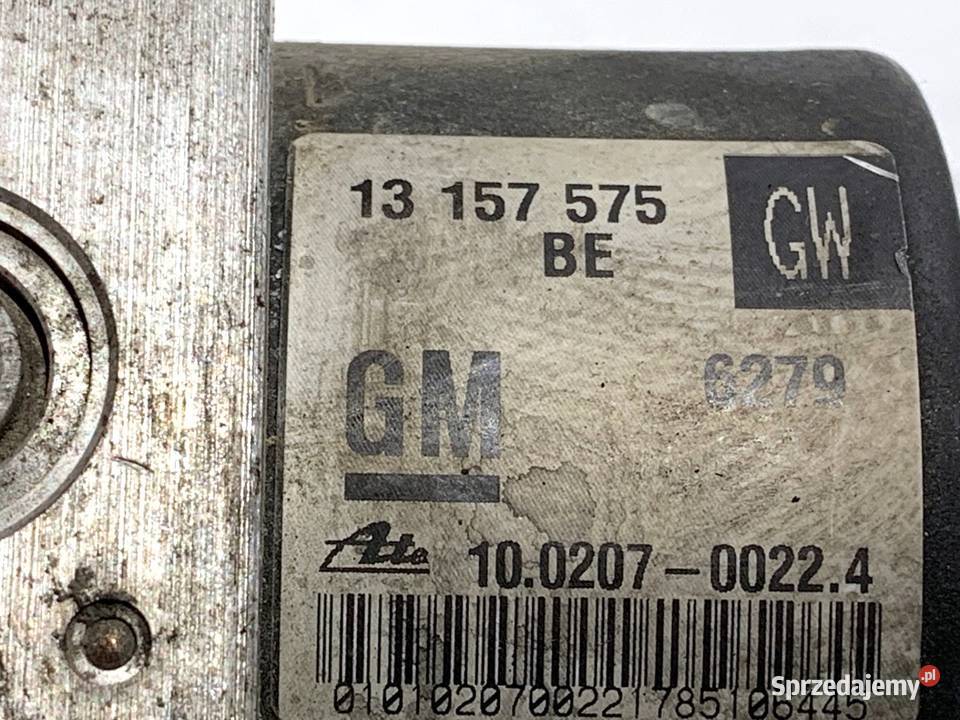 13 157 575
BE
GW
GM
6279
Ate
10.0207-0022.4
0101020700221785106445
Sprzedajemy.pl